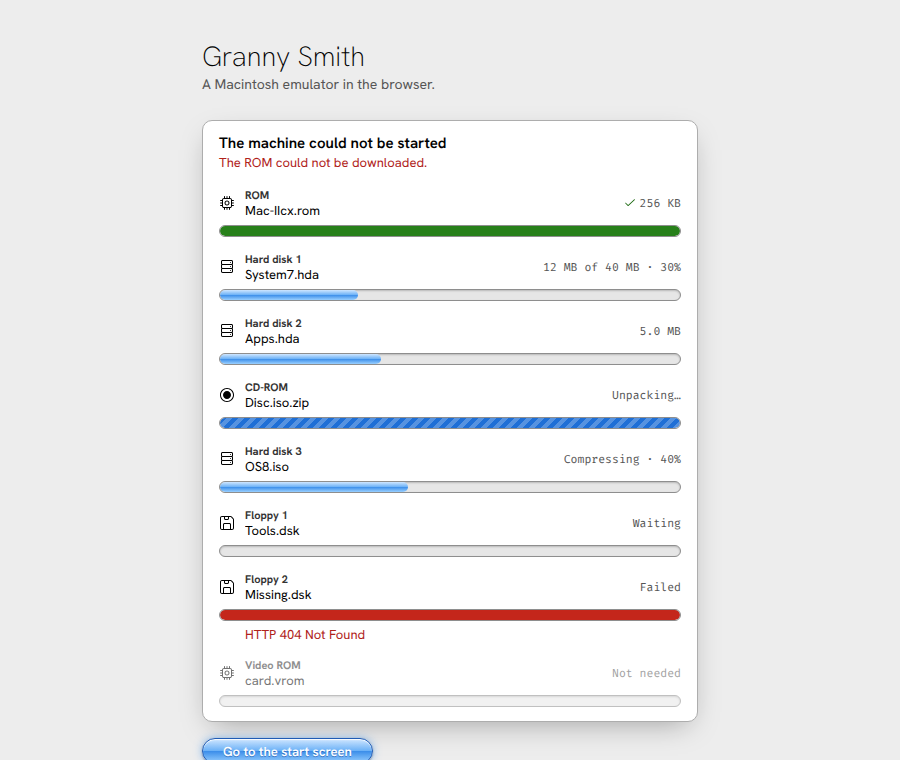 Granny Smith
A Macintosh emulator in the browser.
The machine could not be started
The ROM could not be downloaded.
ROM
Mac-IIcx.rom
✓ 256 KB
Hard disk 1
System7.hda
12 MB of 40 MB · 30%
Hard disk 2
Apps.hda
5.0 MB
CD-ROM
Disc.iso.zip
Unpacking…
Hard disk 3
OS8.iso
Compressing · 40%
Floppy 1
Tools.dsk
Waiting
Floppy 2
Missing.dsk
Failed
HTTP 404 Not Found
Video ROM
card.vrom
Not needed
Go to the start screen